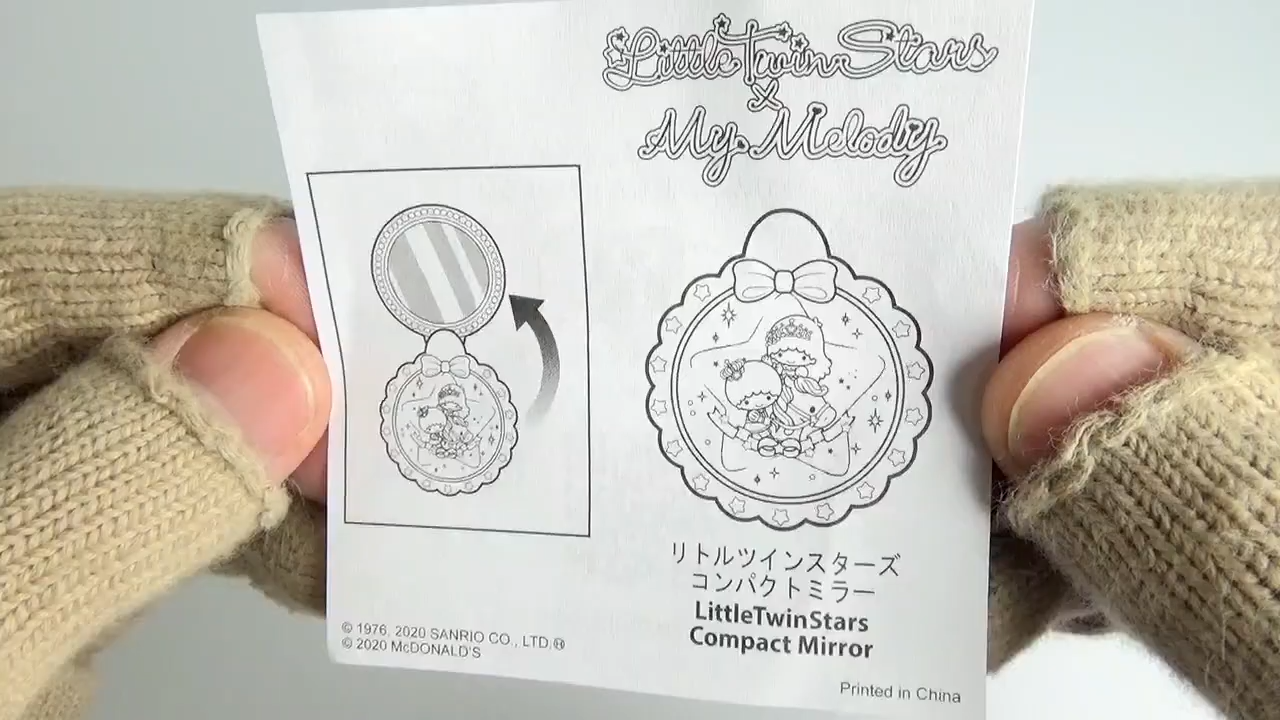 LittleTwinStars
×
My Melody
リトルツインスターズ
コンパクトミラー
LittleTwinStars
Compact Mirror
© 1976, 2020 SANRIO CO., LTD.Ⓗ
© 2020 McDONALD'S
Printed in China